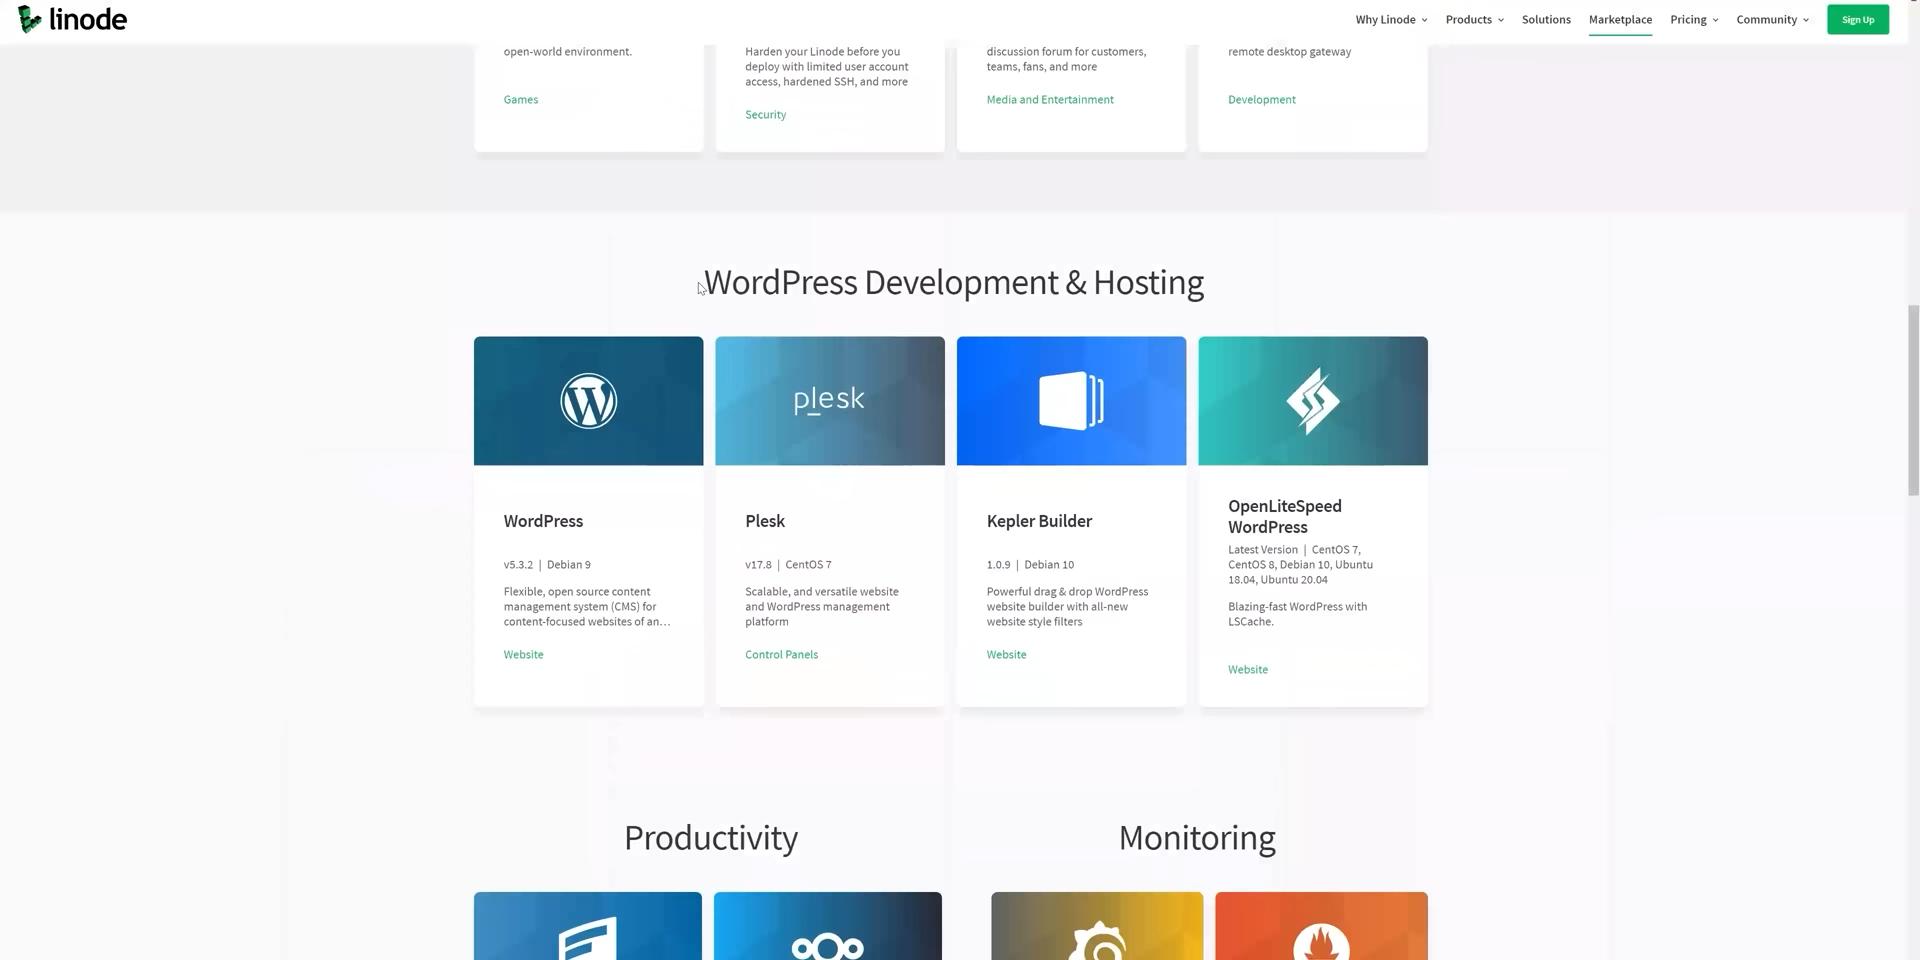 linode
Why Linode
Products
Solutions
Marketplace
Pricing
Community
Sign Up
open-world environment.
Games
Harden your Linode before you
deploy with limited user account
access, hardened SSH, and more
Security
discussion forum for customers,
teams, fans, and more
Media and Entertainment
remote desktop gateway
Development
WordPress Development & Hosting
WordPress
v5.3.2 | Debian 9
Flexible, open source content
management system (CMS) for
content-focused websites of an...
Website
plesk
Plesk
v17.8 | CentOS 7
Scalable, and versatile website
and WordPress management
platform
Control Panels
Kepler Builder
1.0.9 | Debian 10
Powerful drag & drop WordPress
website builder with all-new
website style filters
Website
OpenLiteSpeed
WordPress
Latest Version | CentOS 7,
CentOS 8, Debian 10, Ubuntu
18.04, Ubuntu 20.04
Blazing-fast WordPress with
LSCache.
Website
Productivity
Monitoring